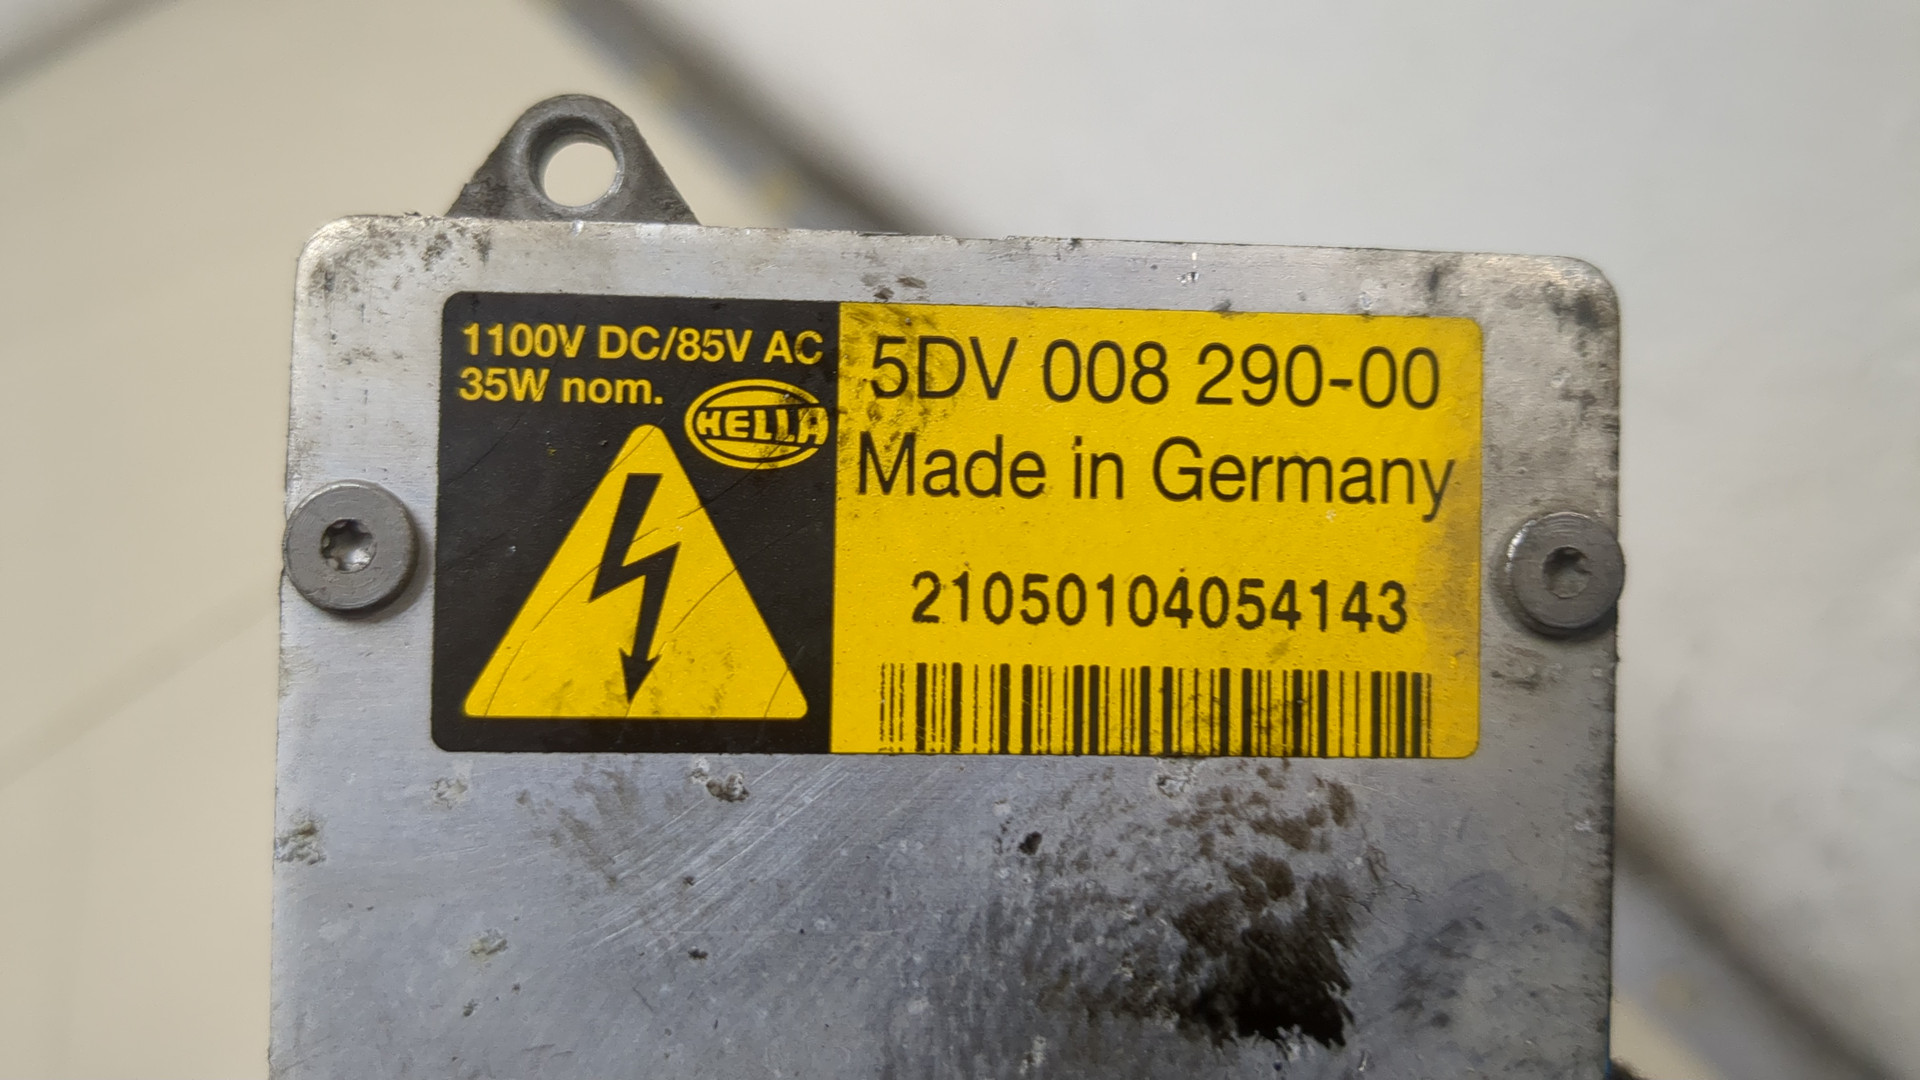 1100V DC/85V AC
35W nom.
HELLA
5DV 008 290-00
Made in Germany
21050104054143